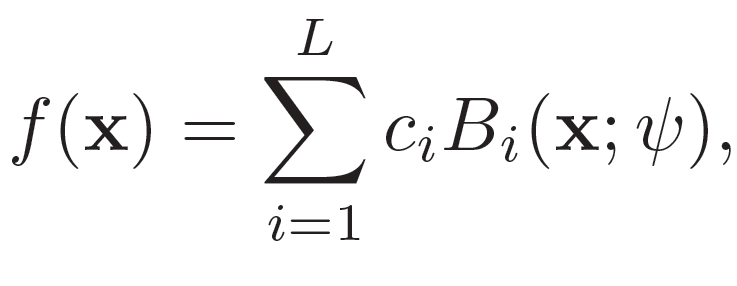 f(𝐱) = ∑_{i=1}^{L} c_i B_i(𝐱; ψ),